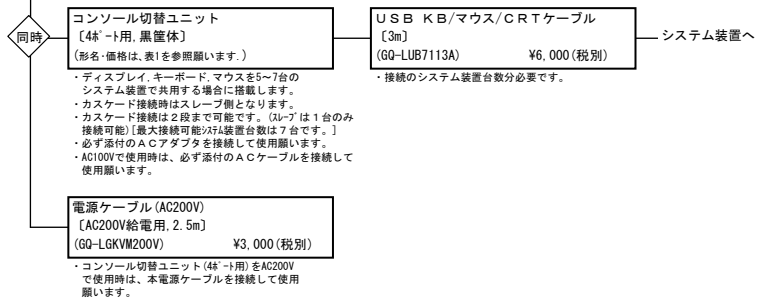 同時
コンソール切替ユニット
〔4ﾎﾟｰﾄ用,黒筐体〕
(形名・価格は、表1を参照願います.)
・ディスプレイ,キーボード,マウスを5～7台の
システム装置で共用する場合に搭載します。
・カスケード接続時はスレーブ側となります。
・カスケード接続は2段まで可能です。(ｽﾚｰﾌﾞは1台のみ
接続可能)[最大接続可能ｼｽﾃﾑ装置台数は7台です。]
・必ず添付のACアダプタを接続して使用願います。
・AC100Vで使用時は、必ず添付のACケーブルを接続して
使用願います。
USB KB/マウス/CRTケーブル
〔3m〕
(GQ-LUB7113A) ¥6,000(税別)
・接続のシステム装置台数分必要です。
システム装置へ
電源ケーブル(AC200V)
〔AC200V給電用,2.5m〕
(GQ-LGKVM200V) ¥3,000(税別)
・コンソール切替ユニット(4ﾎﾟｰﾄ用)をAC200V
で使用時は、本電源ケーブルを接続して使用
願います。